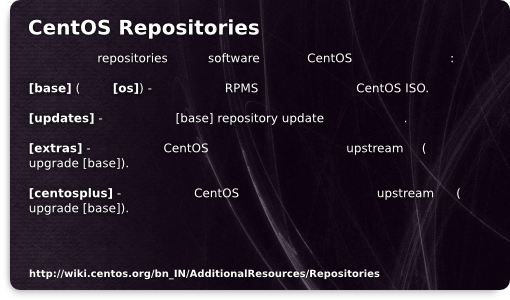 CentOS Repositories
repositories software CentOS :
[base] ( [os]) - RPMS CentOS ISO.
[updates] - [base] repository update .
[extras] - CentOS upstream (
upgrade [base]).
[centosplus] - CentOS upstream (
upgrade [base]).
http://wiki.centos.org/bn_IN/AdditionalResources/Repositories